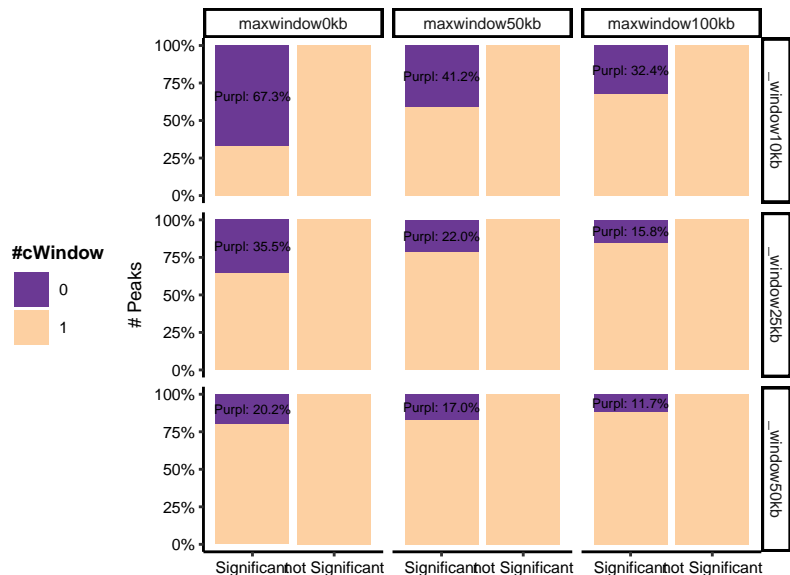 maxwindow0kb
maxwindow50kb
maxwindow100kb
100%
75%
50%
25%
0%
Purpl: 67.3%
Purpl: 41.2%
Purpl: 32.4%
_window10kb
100%
75%
50%
25%
0%
Purpl: 35.5%
Purpl: 22.0%
Purpl: 15.8%
_window25kb
100%
75%
50%
25%
0%
Purpl: 20.2%
Purpl: 17.0%
Purpl: 11.7%
_window50kb
# Peaks
#cWindow
0
1
Significant
not Significant
Significant
not Significant
Significant
not Significant